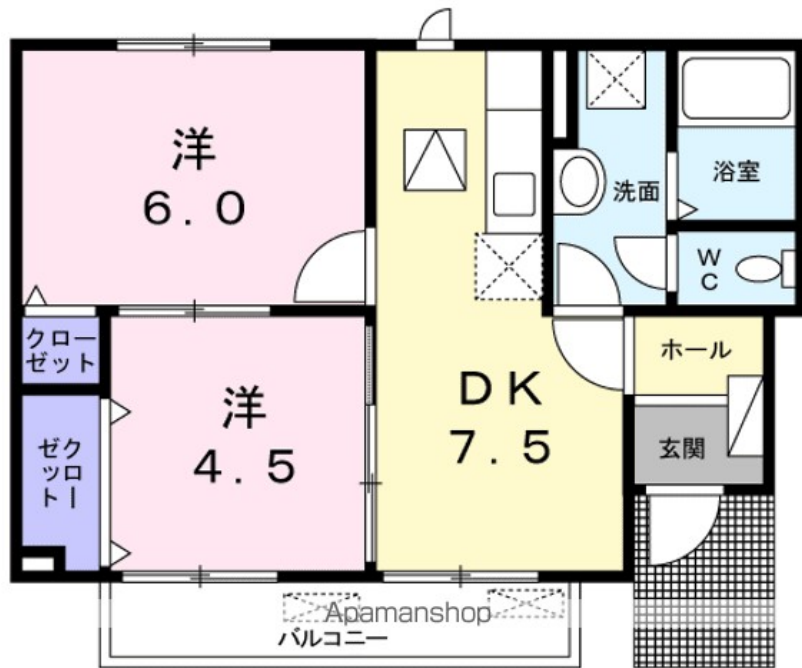 洋
6.0
クローゼット
洋
4.5
クローゼット
DK
7.5
洗面
浴室
WC
ホール
玄関
Apamanshop
バルコニー